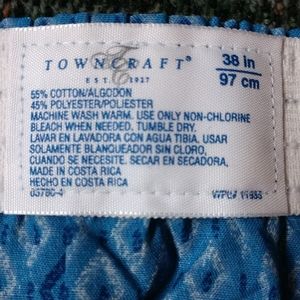 TOWNCRAFT®
EST. 1927
38 in
97 cm
55% COTTON/ALGODON
45% POLYESTER/POLIESTER
MACHINE WASH WARM. USE ONLY NON-CHLORINE
BLEACH WHEN NEEDED. TUMBLE DRY.
LAVAR EN LAVADORA CON AGUA TIBIA. USAR
SOLAMENTE BLANQUEADOR SIN CLORO,
CUANDO SE NECESITE. SECAR EN SECADORA,
MADE IN COSTA RICA
HECHO EN COSTA RICA